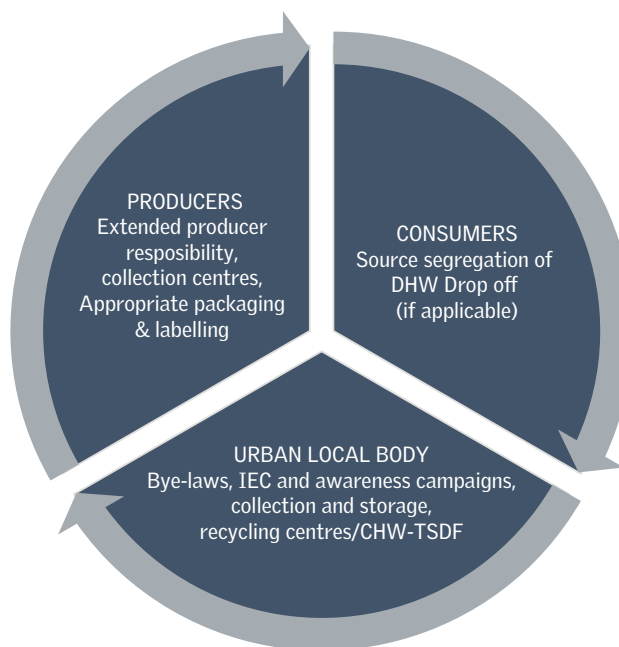 PRODUCERS
Extended producer
resposibility,
collection centres,
Appropriate packaging
& labelling
CONSUMERS
Source segregation of
DHW Drop off
(if applicable)
URBAN LOCAL BODY
Bye-laws, IEC and awareness campaigns,
collection and storage,
recycling centres/CHW-TSDF